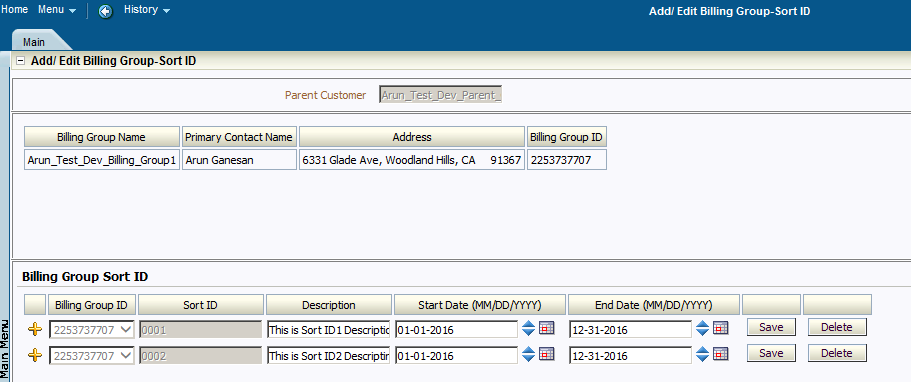 Home Menu History Add/ Edit Billing Group-Sort ID
Main
Add/ Edit Billing Group-Sort ID
Parent Customer Arun_Test_Dev_Parent_
Billing Group Name Primary Contact Name Address Billing Group ID
Arun_Test_Dev_Billing_Group1 Arun Ganesan 6331 Glade Ave, Woodland Hills, CA 91367 2253737707
Billing Group Sort ID
Billing Group ID Sort ID Description Start Date (MM/DD/YYYY) End Date (MM/DD/YYYY)
2253737707 0001 This is Sort ID1 Descriptic 01-01-2016 12-31-2016 Save Delete
2253737707 0002 This is Sort ID2 Descriptin 01-01-2016 12-31-2016 Save Delete
Main Menu